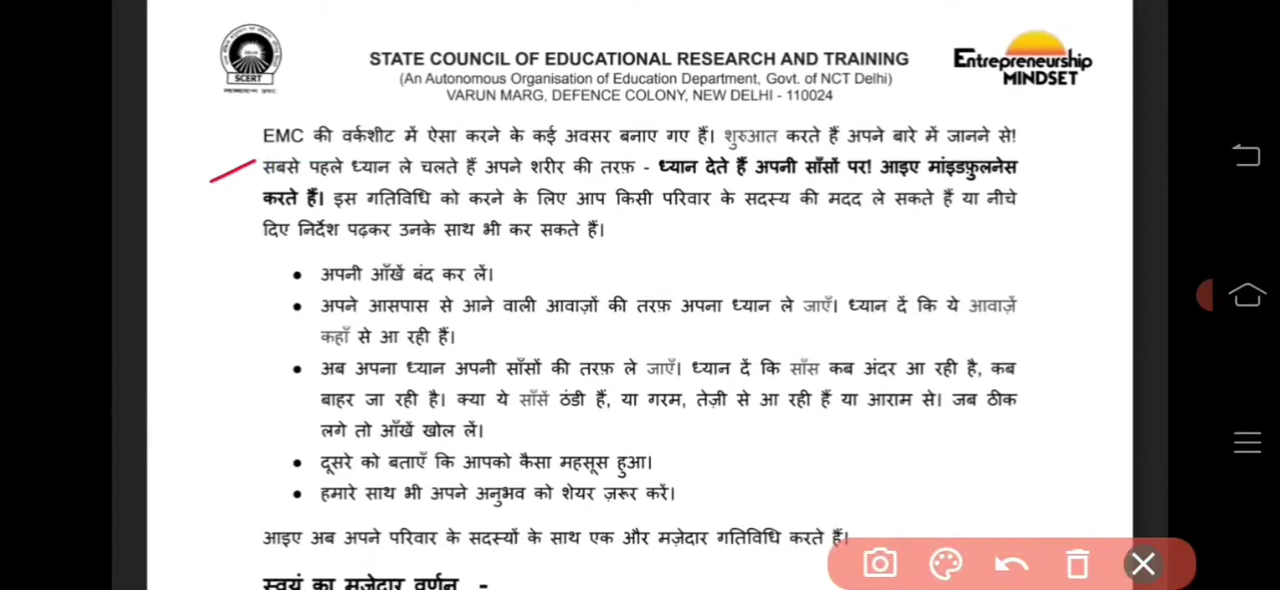 SCERT
STATE COUNCIL OF EDUCATIONAL RESEARCH AND TRAINING
(An Autonomous Organisation of Education Department, Govt. of NCT Delhi)
VARUN MARG, DEFENCE COLONY, NEW DELHI - 110024
Entrepreneurship
MINDSET
EMC की वर्कशीट में ऐसा करने के कई अवसर बनाए गए हैं। शुरुआत करते हैं अपने बारे में जानने से!
सबसे पहले ध्यान ले चलते हैं अपने शरीर की तरफ़ - ध्यान देते हैं अपनी साँसों पर! आइए मांइडफ़ुलनेस
करते हैं। इस गतिविधि को करने के लिए आप किसी परिवार के सदस्य की मदद ले सकते हैं या नीचे
दिए निर्देश पढ़कर उनके साथ भी कर सकते हैं।
• अपनी आँखें बंद कर लें।
• अपने आसपास से आने वाली आवाज़ों की तरफ़ अपना ध्यान ले जाएँ। ध्यान दें कि ये आवाज़ें
कहाँ से आ रही हैं।
• अब अपना ध्यान अपनी साँसों की तरफ़ ले जाएँ। ध्यान दें कि साँस कब अंदर आ रही है, कब
बाहर जा रही है। क्या ये साँसें ठंडी हैं, या गरम, तेज़ी से आ रही हैं या आराम से। जब ठीक
लगे तो आँखें खोल लें।
• दूसरे को बताएँ कि आपको कैसा महसूस हुआ।
• हमारे साथ भी अपने अनुभव को शेयर ज़रूर करें।
आइए अब अपने परिवार के सदस्यों के साथ एक और मज़ेदार गतिविधि करते हैं।
स्वयं का मजेदार वर्णन -